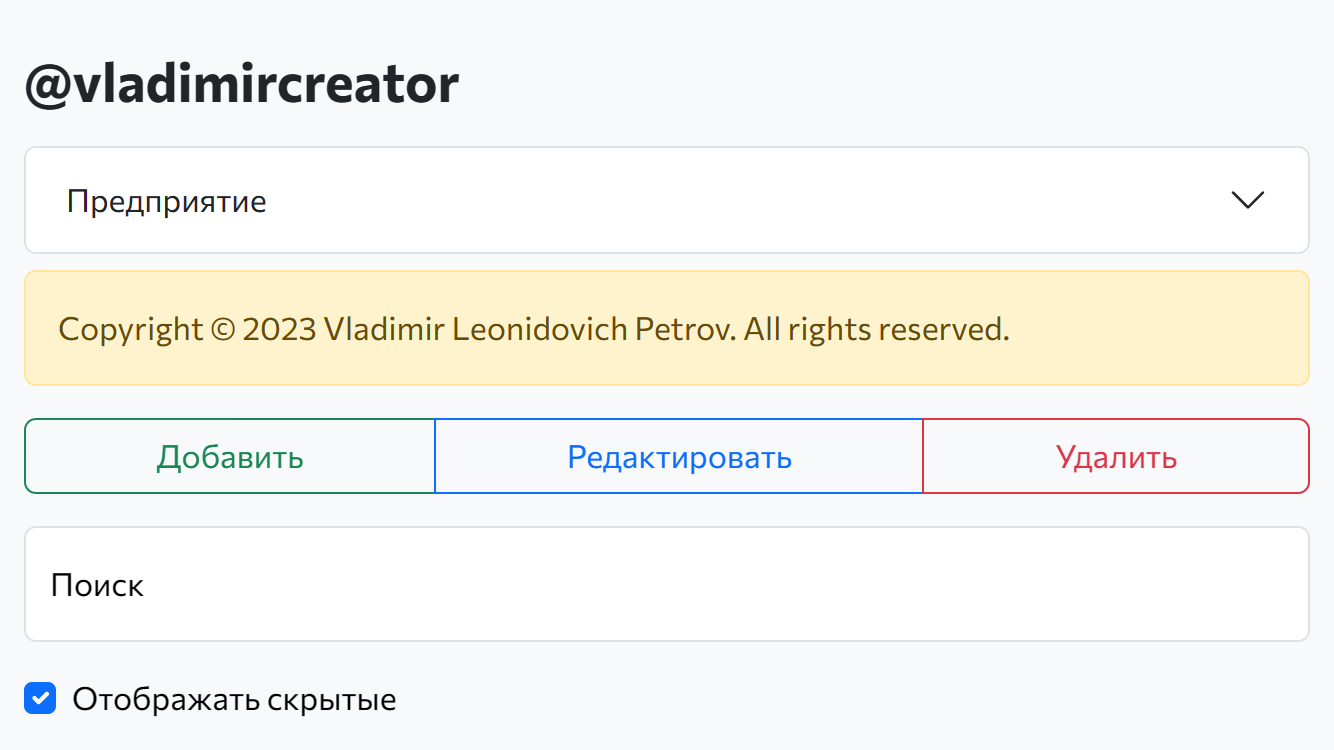 @vladimircreator
Предприятие
Copyright © 2023 Vladimir Leonidovich Petrov. All rights reserved.
Добавить Редактировать Удалить
Поиск
Отображать скрытые